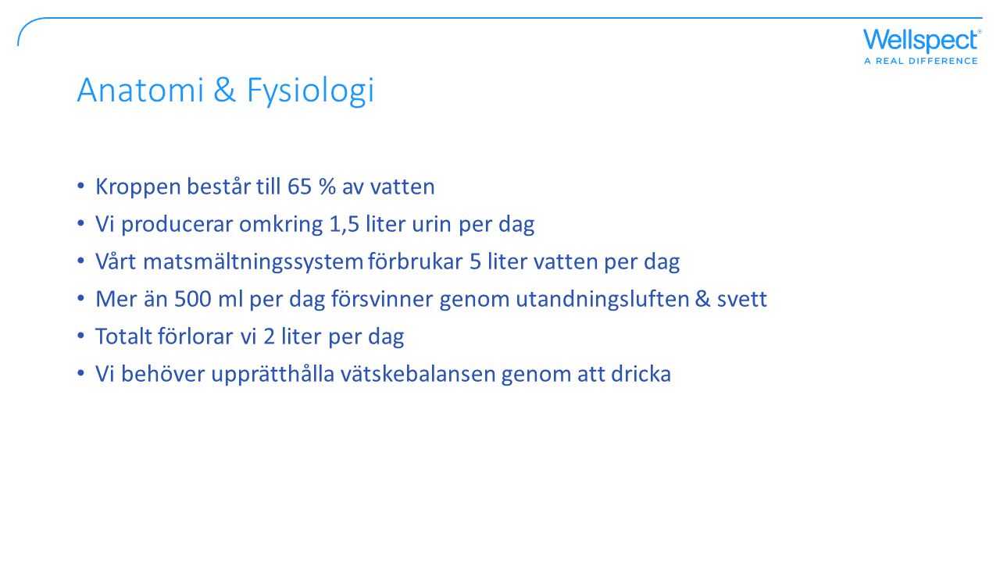 Wellspect®
A REAL DIFFERENCE
Anatomi & Fysiologi
• Kroppen består till 65 % av vatten
• Vi producerar omkring 1,5 liter urin per dag
• Vårt matsmältningssystem förbrukar 5 liter vatten per dag
• Mer än 500 ml per dag försvinner genom utandningsluften & svett
• Totalt förlorar vi 2 liter per dag
• Vi behöver upprätthålla vätskebalansen genom att dricka